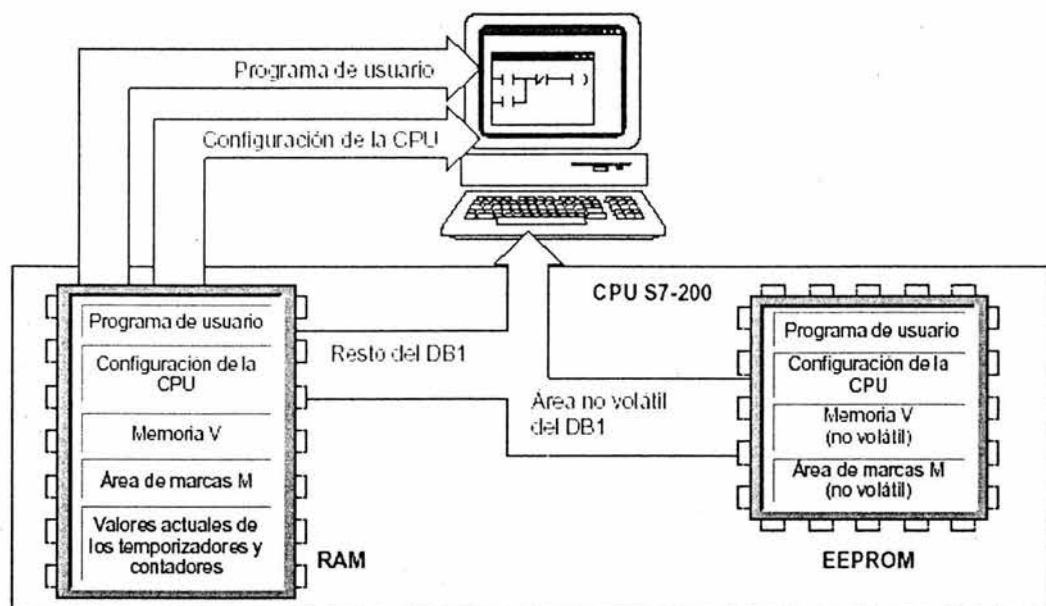 Programa de usuario
Configuración de la CPU
CPU S7-200
Programa de usuario
Configuración de la
CPU
Memoria V
Área de marcas M
Valores actuales de
los temporizadores y
contadores
RAM
Resto del DB1
Área no volátil
del DB1
Programa de usuario
Configuración de la
CPU
Memoria V
(no volátil)
Área de marcas M
(no volátil)
EEPROM